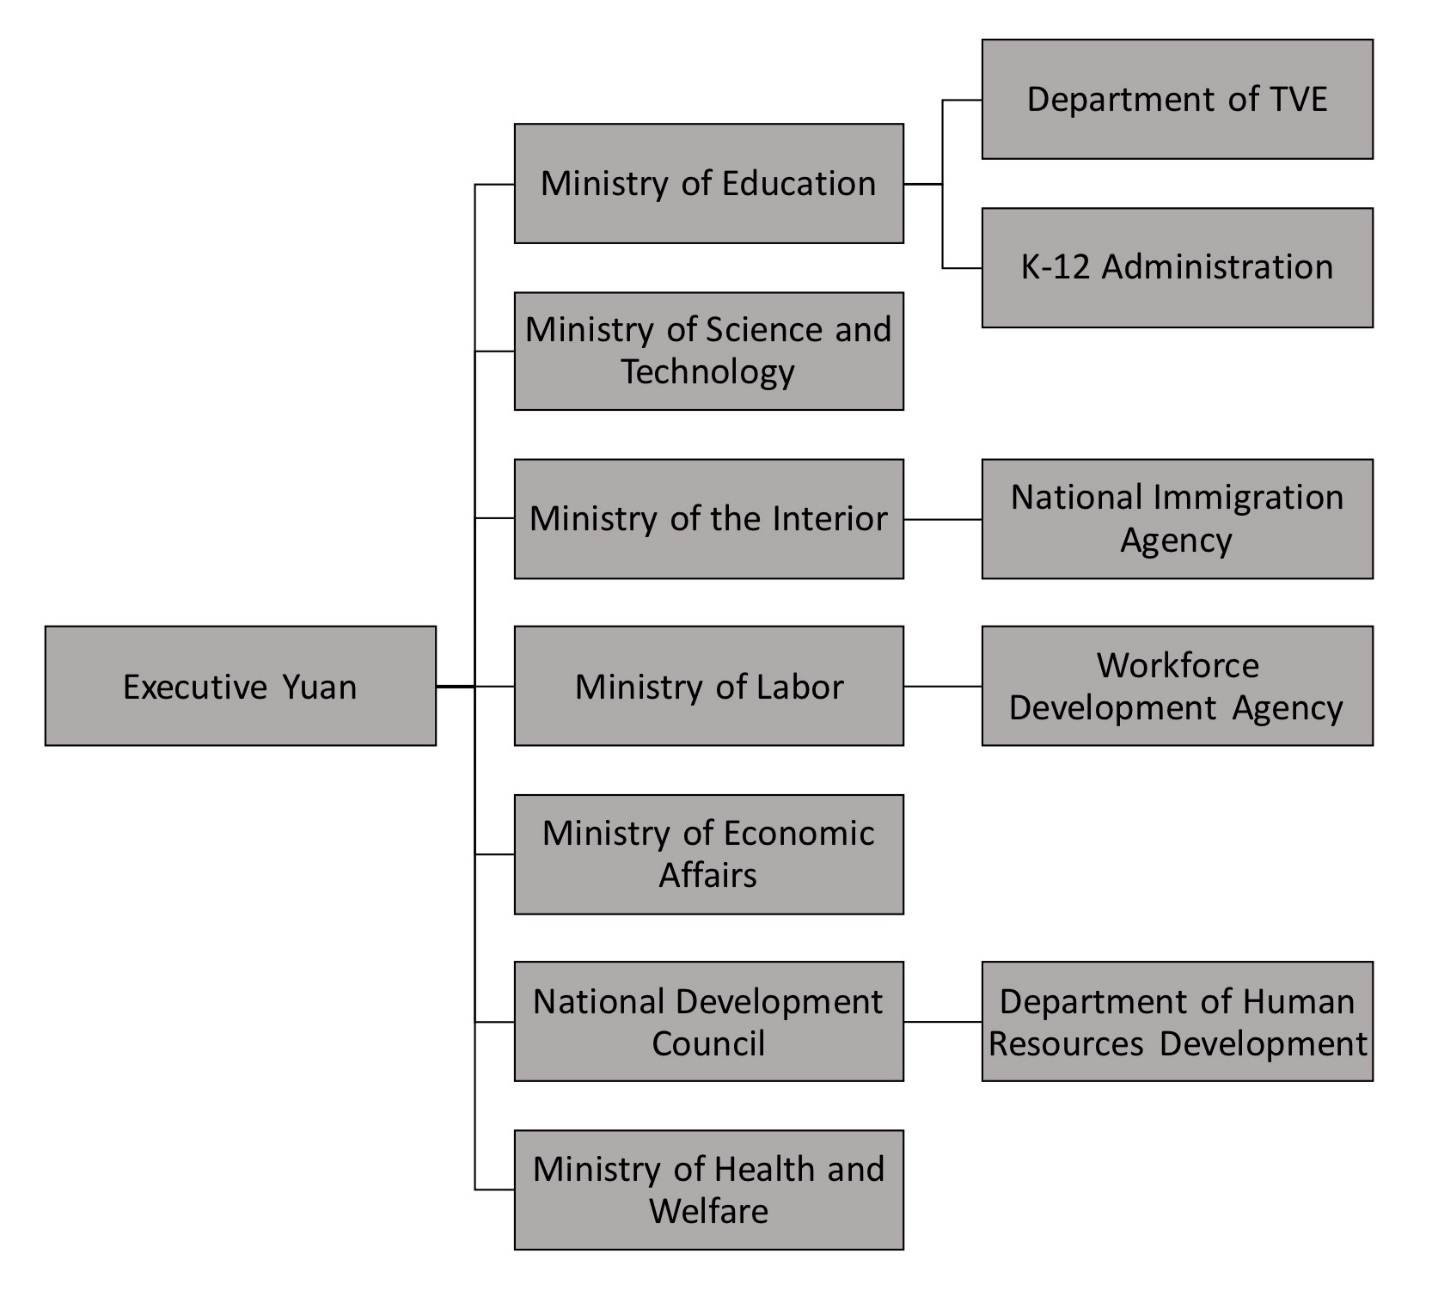 Department of TVE
Ministry of Education
K-12 Administration
Ministry of Science and
Technology
Ministry of the Interior
National Immigration
Agency
Executive Yuan
Ministry of Labor
Workforce
Development Agency
Ministry of Economic
Affairs
National Development
Council
Department of Human
Resources Development
Ministry of Health and
Welfare